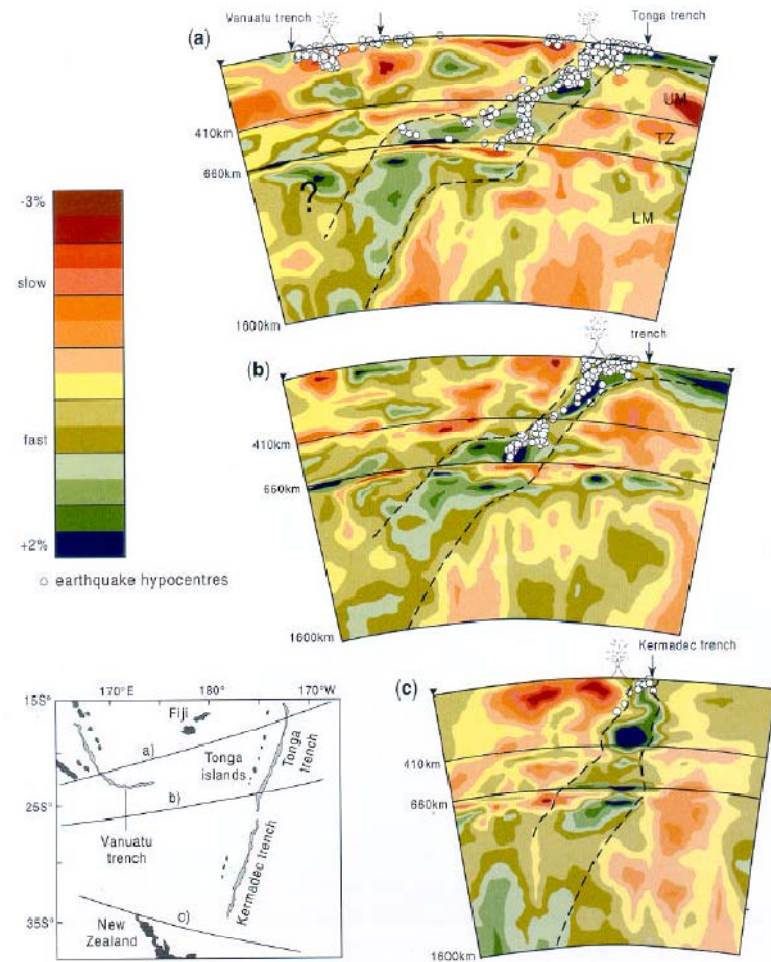 Vanuatu trench
Tonga trench
(a)
UM
410km
TZ
660km
?
LM
1600km
-3%
slow
fast
+2%
earthquake hypocentres
trench
(b)
410km
660km
1600km
Kermadec trench
(c)
410km
660km
1600km
170°E
180°
170°W
15S°
Fiji
a)
Tonga
islands
Tonga
trench
25S°
b)
Vanuatu
trench
Kermadec trench
35S°
c)
New
Zealand